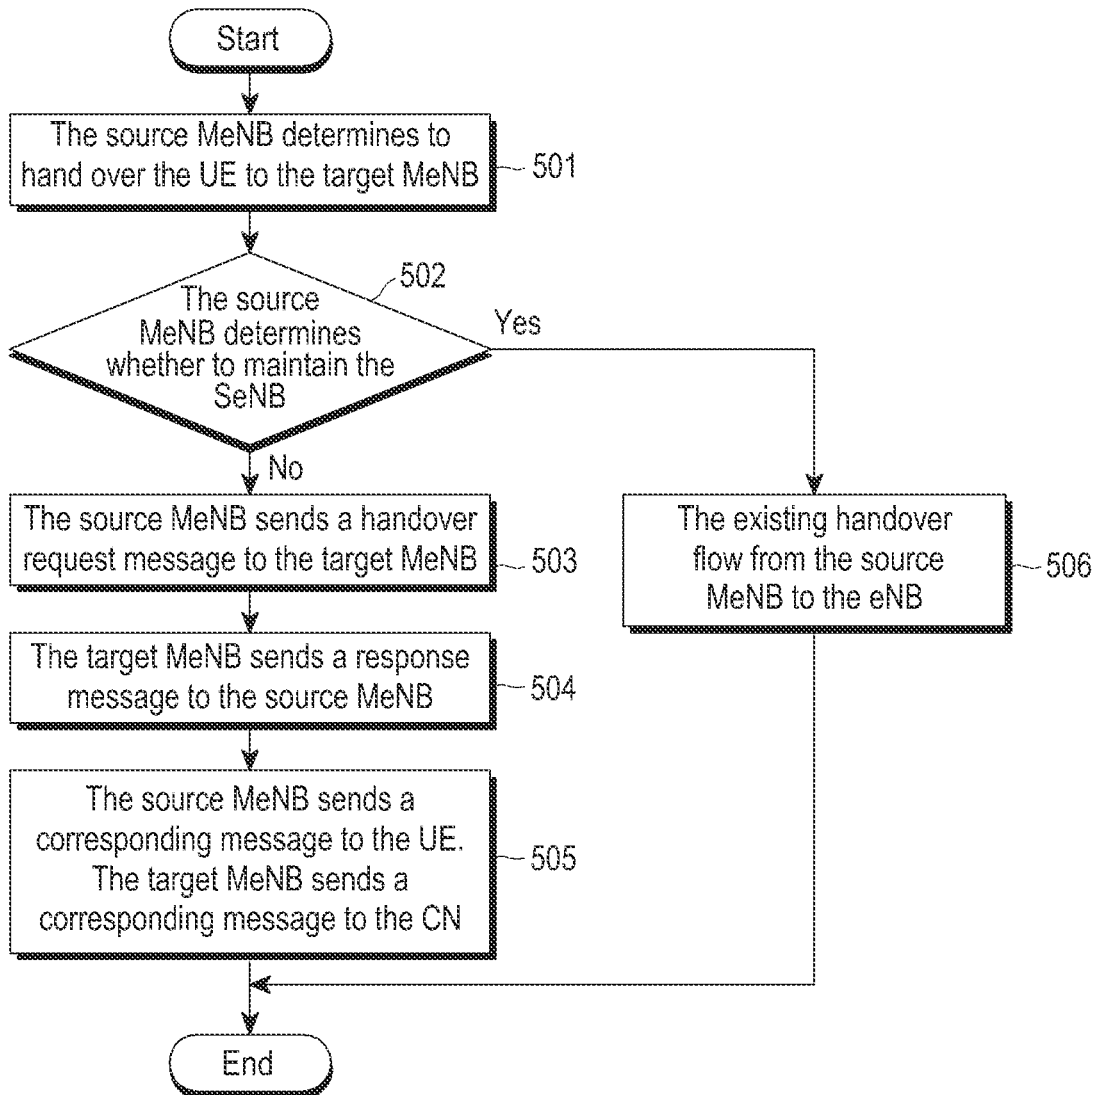 Start
The source MeNB determines to
hand over the UE to the target MeNB
501
502
The source
MeNB determines
whether to maintain the
SeNB
Yes
No
The source MeNB sends a handover
request message to the target MeNB
503
The existing handover
flow from the source
MeNB to the eNB
506
The target MeNB sends a response
message to the source MeNB
504
The source MeNB sends a
corresponding message to the UE.
The target MeNB sends a
corresponding message to the CN
505
End